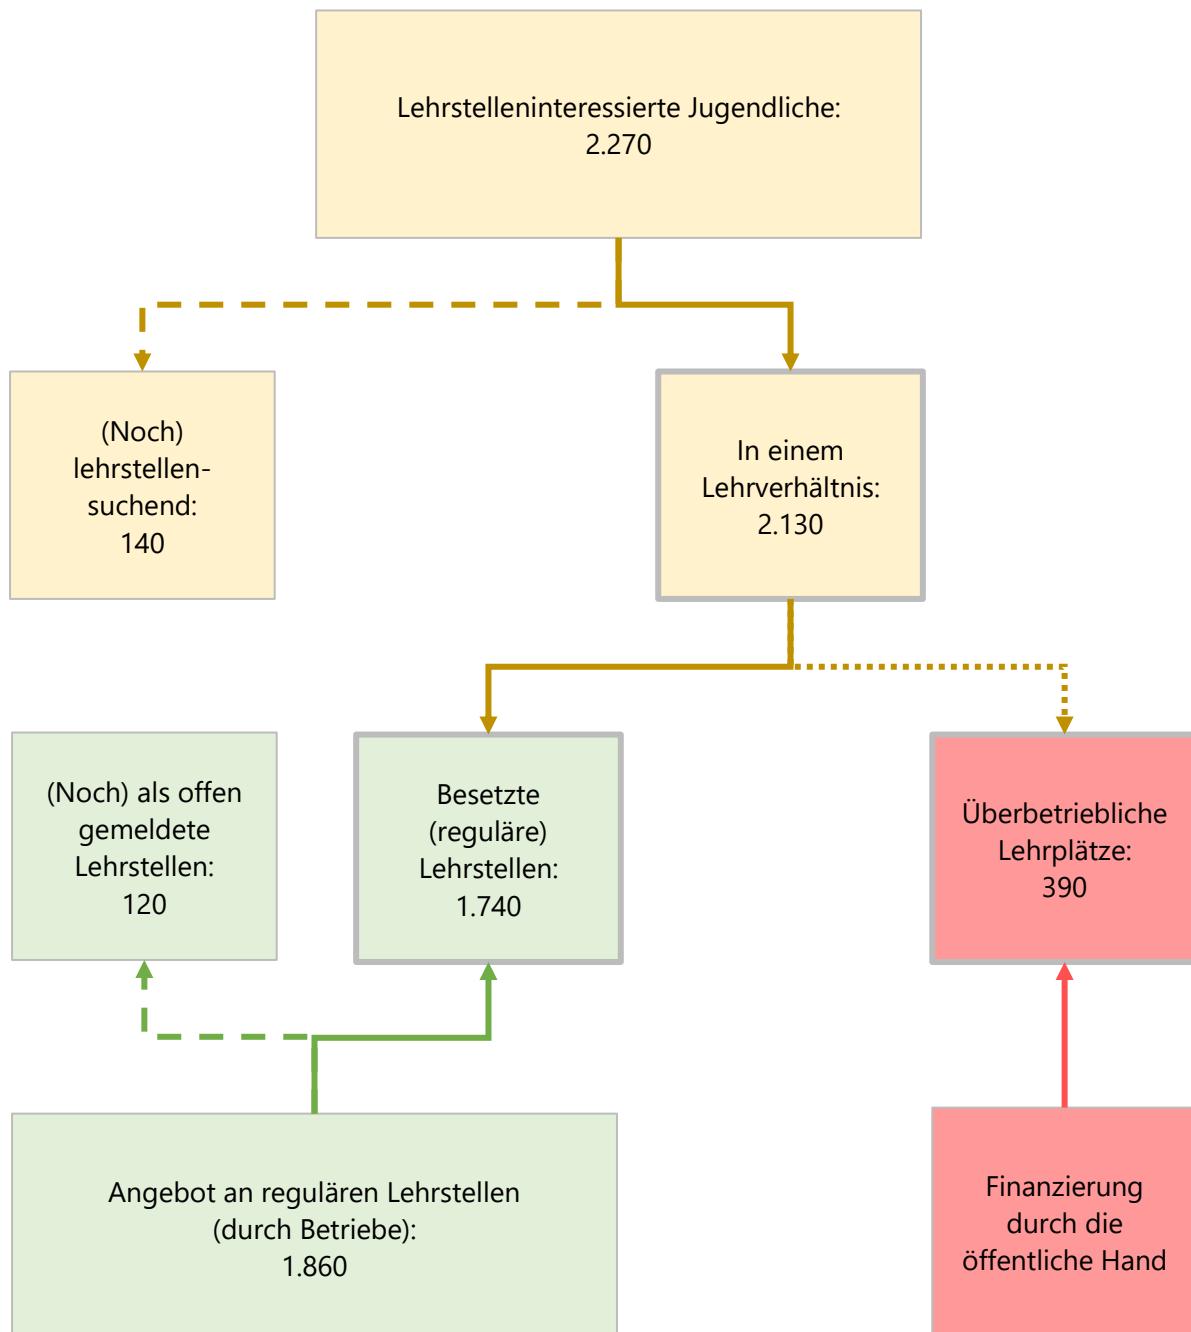 Lehrstelleninteressierte Jugendliche:
2.270
(Noch)
lehrstellen-
suchend:
140
In einem
Lehrverhältnis:
2.130
(Noch) als offen
gemeldete
Lehrstellen:
120
Besetzte
(reguläre)
Lehrstellen:
1.740
Überbetriebliche
Lehrplätze:
390
Angebot an regulären Lehrstellen
(durch Betriebe):
1.860
Finanzierung
durch die
öffentliche Hand